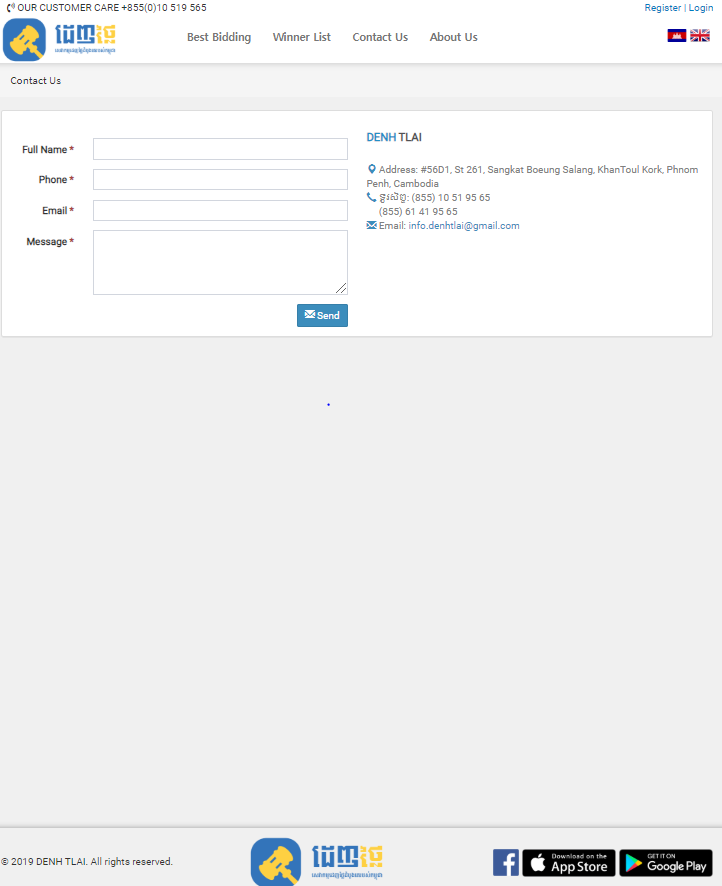 OUR CUSTOMER CARE +855(0)10 519 565
Register | Login
ដេញថ្លៃ
Best Bidding
Winner List
Contact Us
About Us
Contact Us
Full Name *
Phone *
Email *
Message *
Send
DENH TLAI
Address: #56D1, St 261, Sangkat Boeung Salang, KhanToul Kork, Phnom
Penh, Cambodia
ទូរស័ព្ទ: (855) 10 51 95 65
(855) 61 41 95 65
Email: info.denhtlai@gmail.com
© 2019 DENH TLAI. All rights reserved.
ដេញថ្លៃ
Download on the
App Store
GET IT ON
Google Play